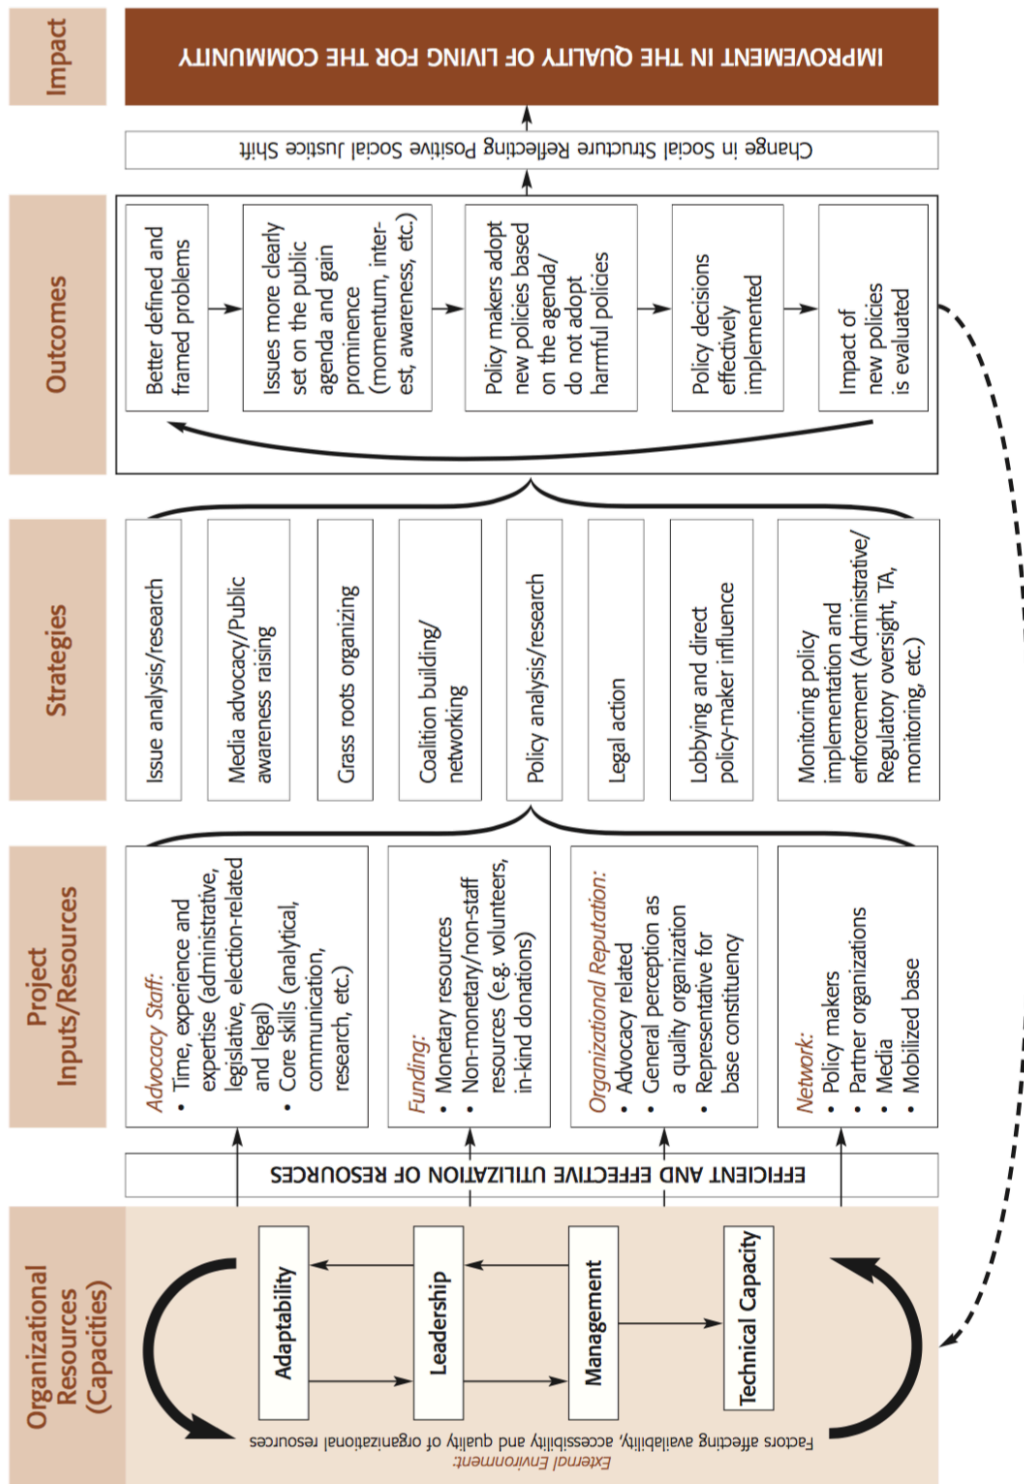 Organizational
Resources
(Capacities)
Project
Inputs/Resources
Strategies
Outcomes
Impact
External Environment:
Factors affecting availability, accessibility and quality of organizational resources
Adaptability
Leadership
Management
Technical Capacity
EFFICIENT AND EFFECTIVE UTILIZATION OF RESOURCES
Advocacy Staff:
• Time, experience and
expertise (administrative,
legislative, election-related
and legal)
• Core skills (analytical,
communication,
research, etc.)
Funding:
• Monetary resources
• Non-monetary/non-staff
resources (e.g. volunteers,
in-kind donations)
Organizational Reputation:
• Advocacy related
• General perception as
a quality organization
• Representative for
base constituency
Network:
• Policy makers
• Partner organizations
• Media
• Mobilized base
Issue analysis/research
Media advocacy/Public
awareness raising
Grass roots organizing
Coalition building/
networking
Policy analysis/research
Legal action
Lobbying and direct
policy-maker influence
Monitoring policy
implementation and
enforcement (Administrative/
Regulatory oversight, TA,
monitoring, etc.)
Better defined and
framed problems
Issues more clearly
set on the public
agenda and gain
prominence
(momentum, inter-
est, awareness, etc.)
Policy makers adopt
new policies based
on the agenda/
do not adopt
harmful policies
Policy decisions
effectively
implemented
Impact of
new policies
is evaluated
Change in Social Structure Reflecting Positive Social Justice Shift
IMPROVEMENT IN THE QUALITY OF LIVING FOR THE COMMUNITY